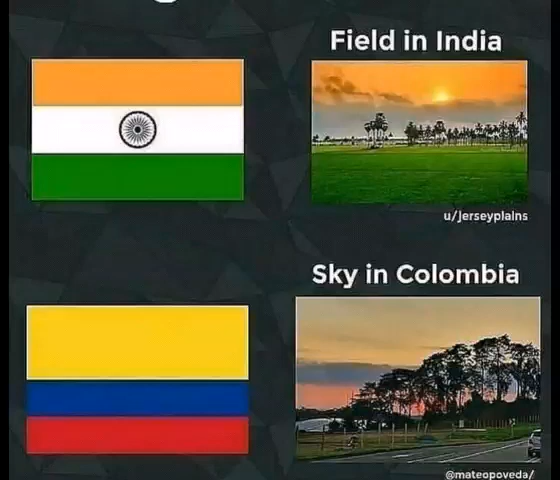 Field in India
u/jerseyplains
Sky in Colombia
@mateopoveda/